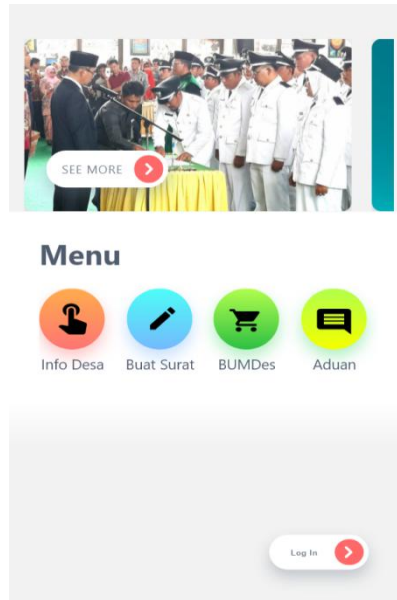 SEE MORE
Menu
Info Desa
Buat Surat
BUMDes
Aduan
Log In